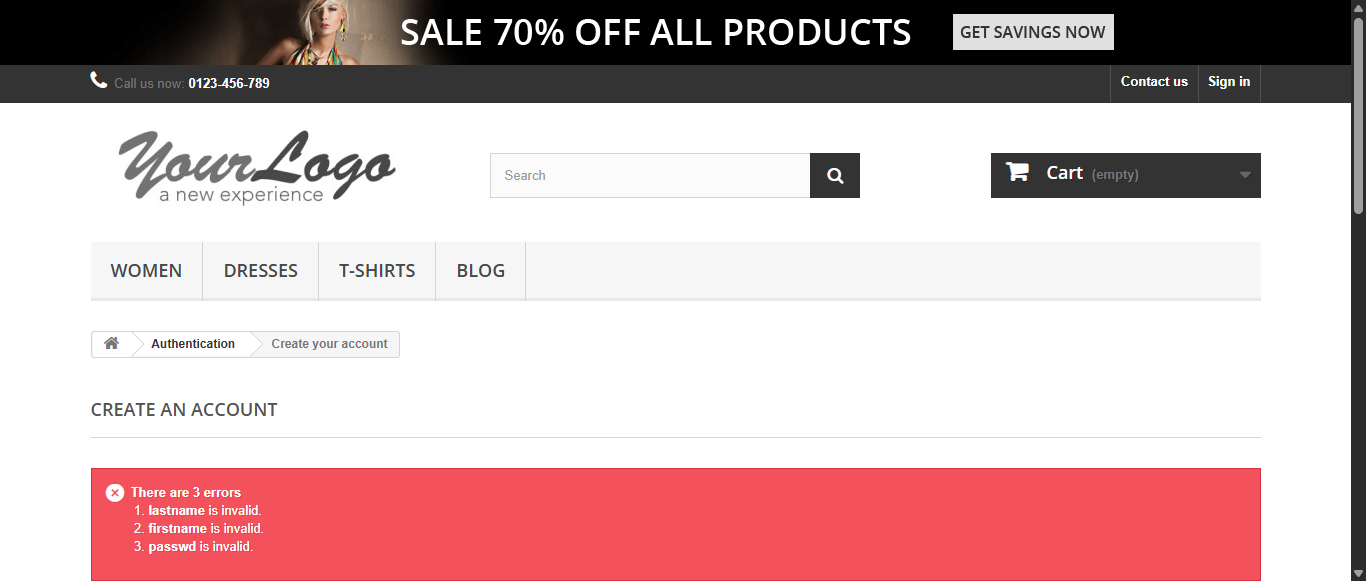 SALE 70% OFF ALL PRODUCTS GET SAVINGS NOW
Call us now: 0123-456-789 Contact us Sign in
YourLogo
a new experience
Search
Cart (empty)
WOMEN DRESSES T-SHIRTS BLOG
Authentication Create your account
CREATE AN ACCOUNT
There are 3 errors
1. lastname is invalid.
2. firstname is invalid.
3. passwd is invalid.